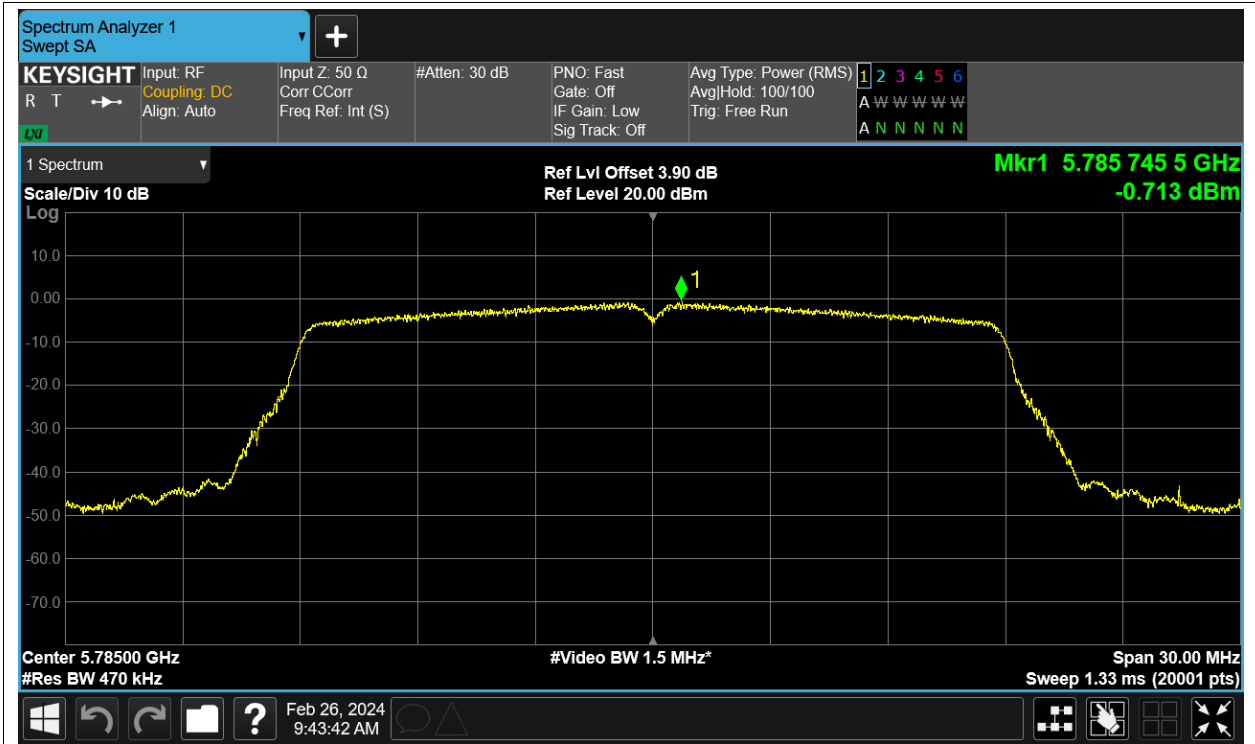 Spectrum Analyzer 1
Swept SA
+
KEYSIGHT
R T
LXI
Input: RF
Coupling: DC
Align: Auto
Input Z: 50 Ω
Corr CCorr
Freq Ref: Int (S)
#Atten: 30 dB
PNO: Fast
Gate: Off
IF Gain: Low
Sig Track: Off
Avg Type: Power (RMS)
Avg|Hold: 100/100
Trig: Free Run
1 2 3 4 5 6
A W W W W W
A N N N N N
1 Spectrum
Scale/Div 10 dB
Log
Ref Lvl Offset 3.90 dB
Ref Level 20.00 dBm
Mkr1 5.785 745 5 GHz
-0.713 dBm
1
10.0
0.00
-10.0
-20.0
-30.0
-40.0
-50.0
-60.0
-70.0
Center 5.78500 GHz
#Res BW 470 kHz
#Video BW 1.5 MHz*
Span 30.00 MHz
Sweep 1.33 ms (20001 pts)
?
Feb 26, 2024
9:43:42 AM